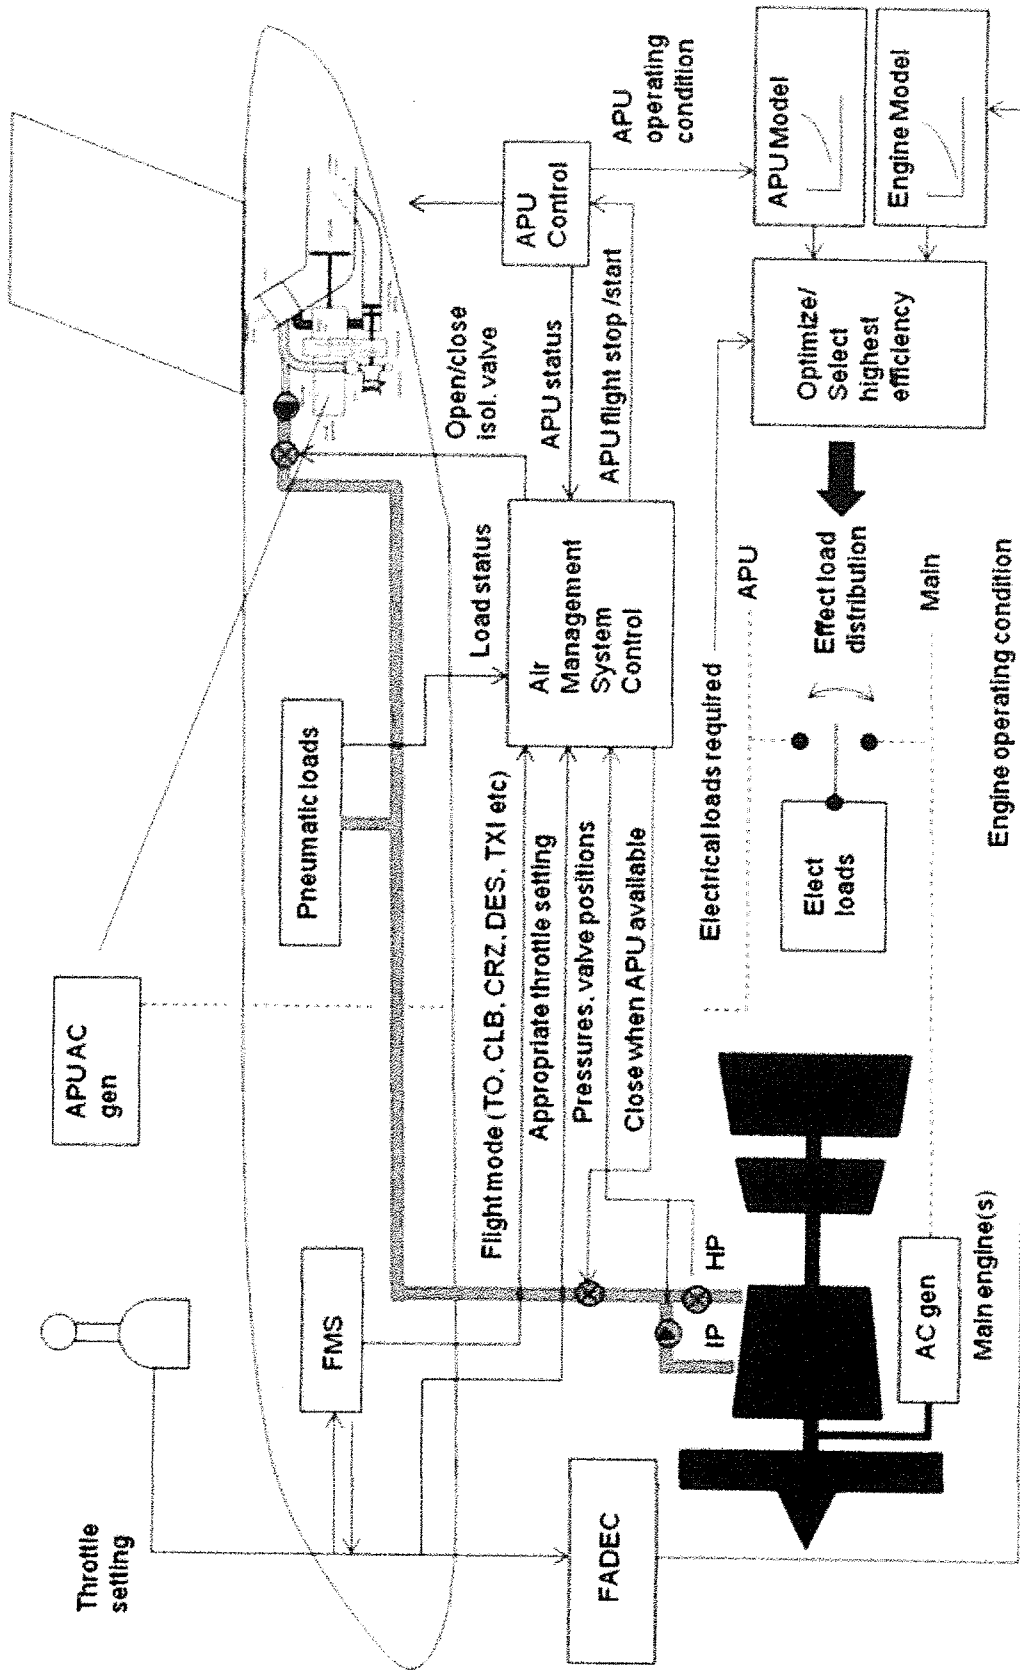 Throttle
setting
APU AC
gen
FMS
Pneumatic loads
Load status
Open/close
isol. valve
Flight mode (TO, CLB, CRZ, DES, TXI etc)
Appropriate throttle setting
Pressures, valve positions
Close when APU available
Air
Management
System
Control
APU status
APU flight stop /start
APU
Control
APU
operating
condition
FADEC
IP
HP
Electrical loads required
APU
Elect
loads
Effect load
distribution
Optimize/
Select
highest
efficiency
APU Model
Engine Model
Main
AC gen
Main engine(s)
Engine operating condition